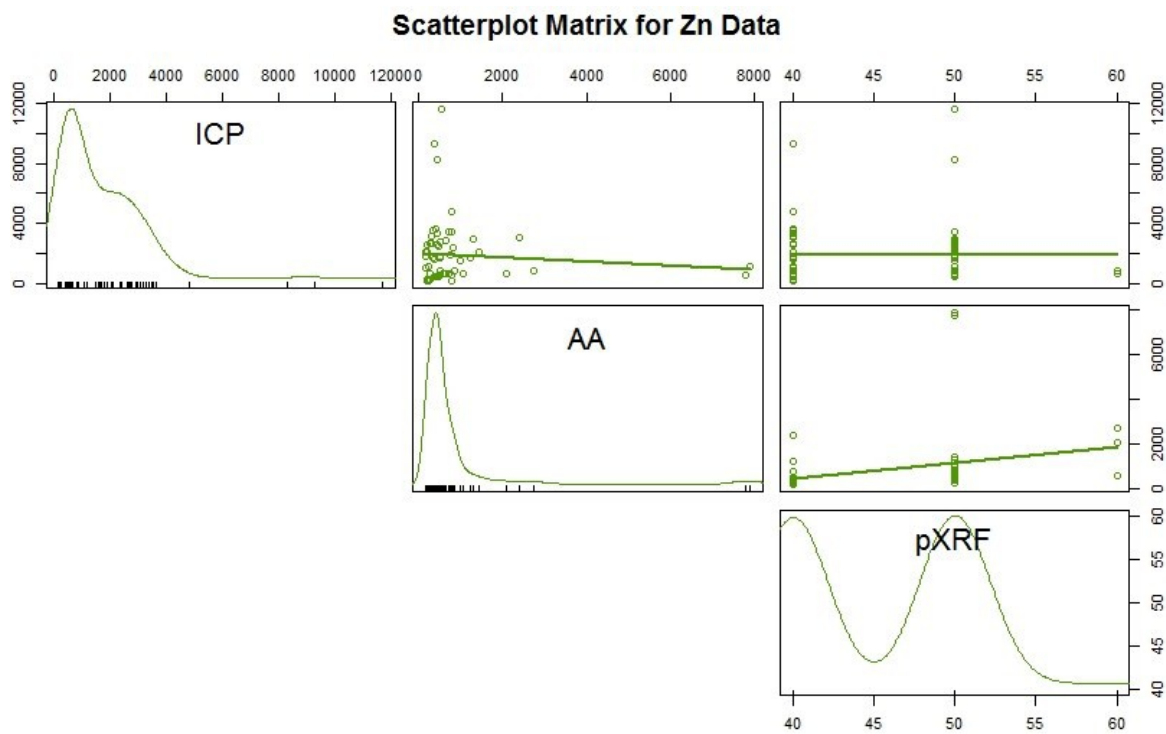 Scatterplot Matrix for Zn Data
0 2000 4000 6000 8000 10000 12000 0 2000 4000 6000 8000 40 45 50 55 60
ICP
0 4000 8000 12000
0 4000 8000 12000
AA
0 2000 6000
pXRF
40 45 50 55 60
40 45 50 55 60